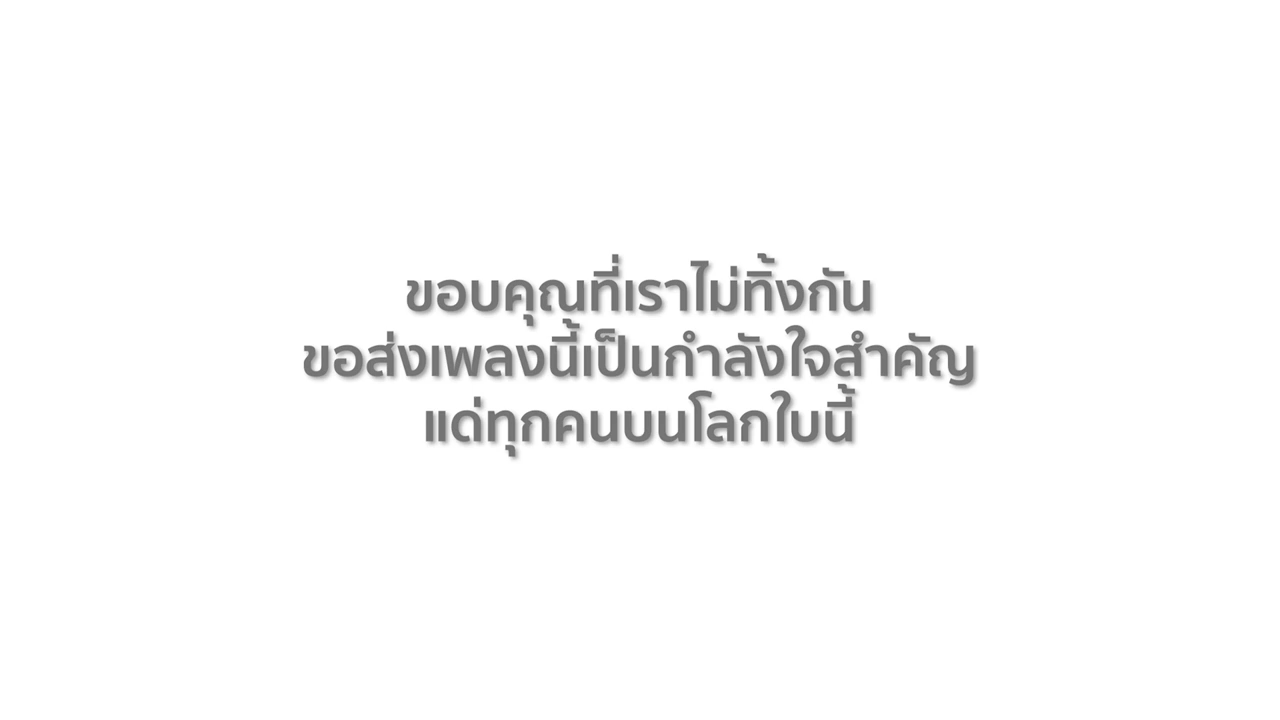 ขอบคุณที่เราไม่ทิ้งกัน
ขอส่งเพลงนี้เป็นกำลังใจสำคัญ
แด่ทุกคนบนโลกใบนี้